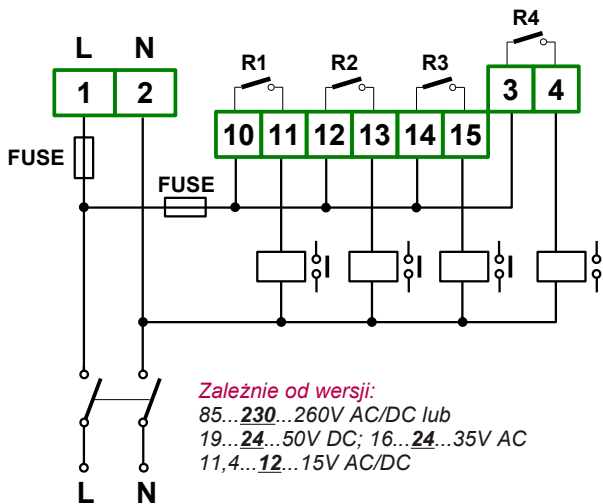 R4
L N
R1 R2 R3
1 2
3 4
10 11 12 13 14 15
FUSE
FUSE
Zależnie od wersji:
85...230...260V AC/DC lub
19...24...50V DC; 16...24...35V AC
11,4...12...15V AC/DC
L N